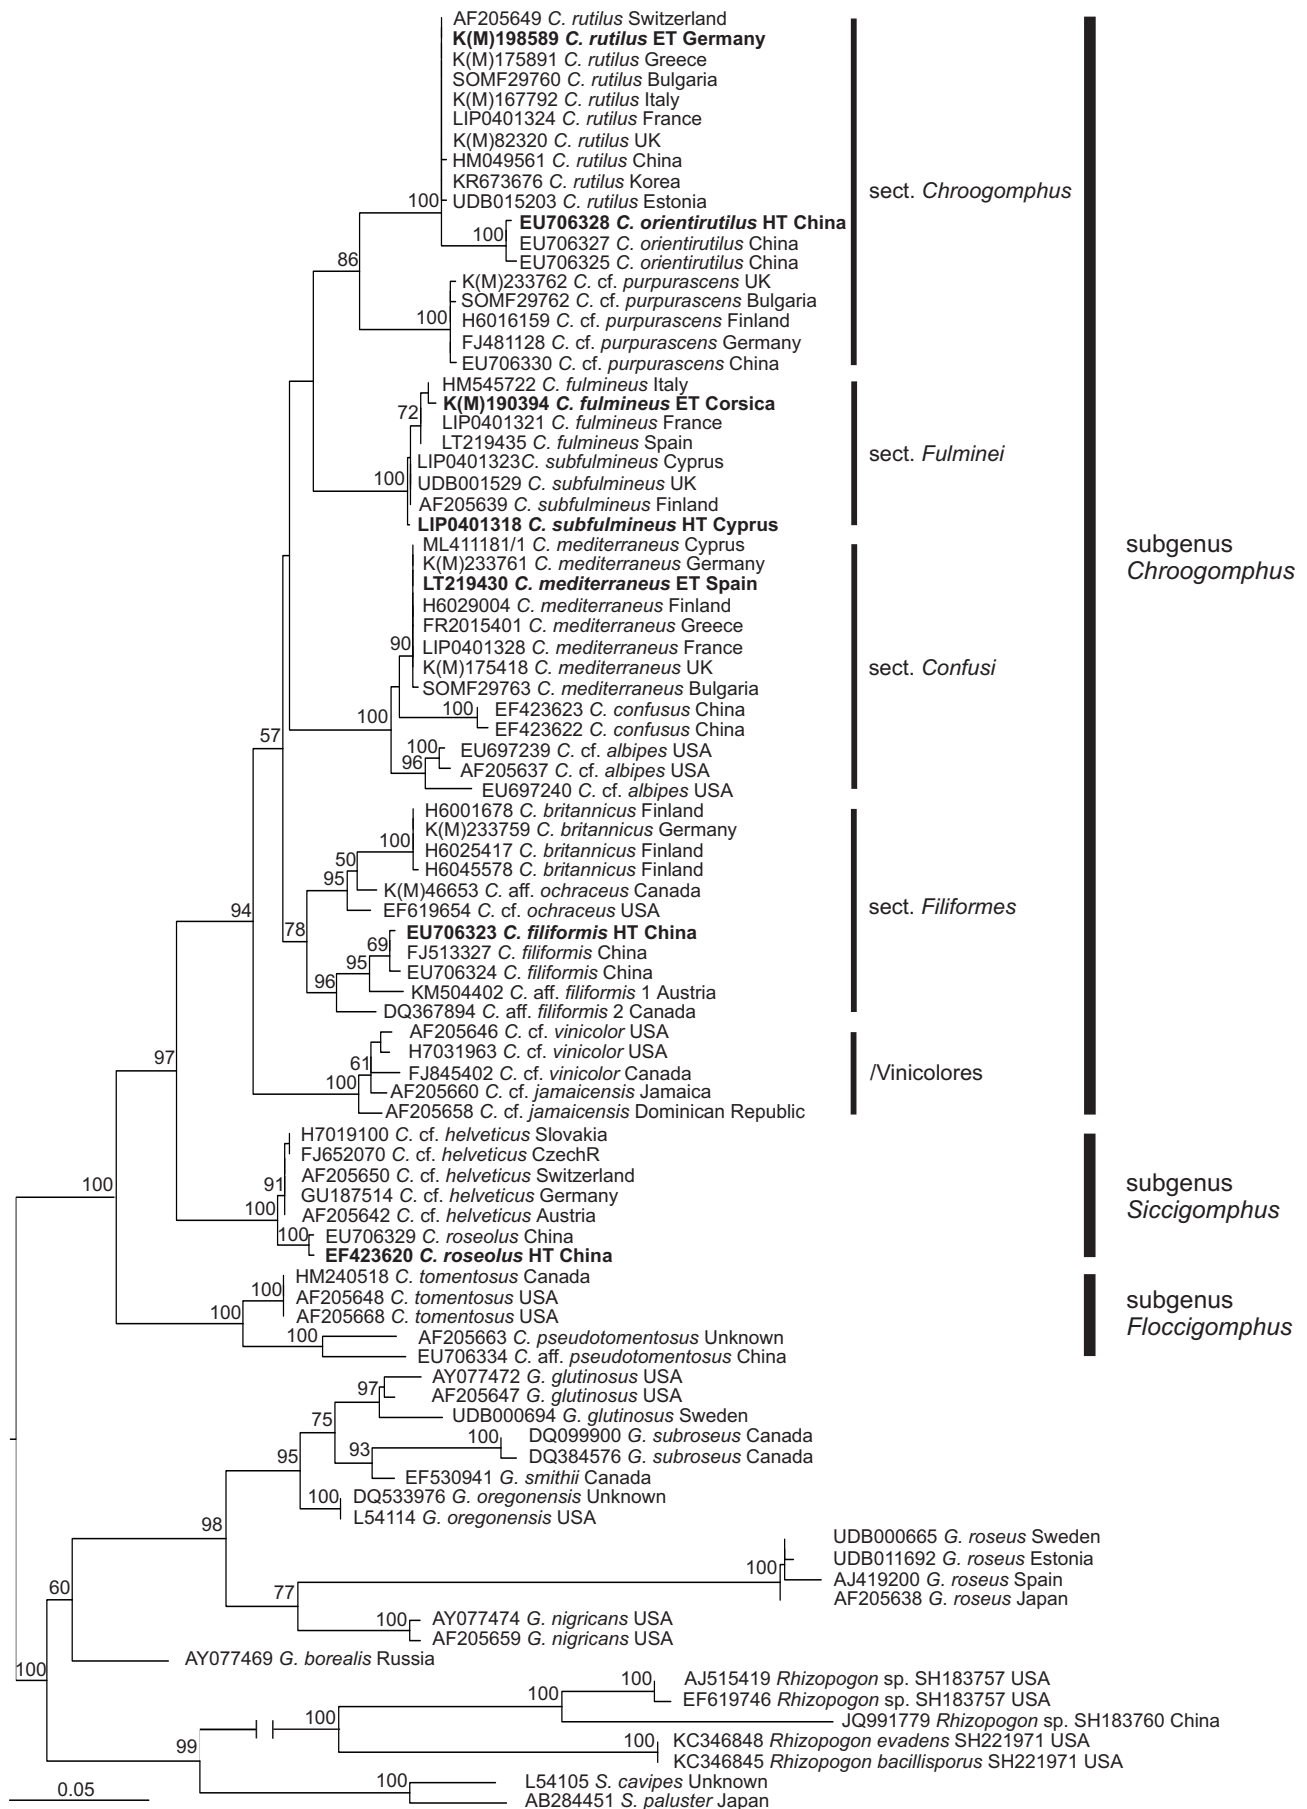 AF205649 C. rutilus Switzerland
K(M)198589 C. rutilus ET Germany
K(M)175891 C. rutilus Greece
SOMF29760 C. rutilus Bulgaria
K(M)167792 C. rutilus Italy
LIP0401324 C. rutilus France
K(M)82320 C. rutilus UK
HM049561 C. rutilus China
KR673676 C. rutilus Korea
UDB015203 C. rutilus Estonia
100
EU706328 C. orientirutilus HT China
100
EU706327 C. orientirutilus China
EU706325 C. orientirutilus China
sect. Chroogomphus
86
K(M)233762 C. cf. purpurascens UK
SOMF29762 C. cf. purpurascens Bulgaria
100
H6016159 C. cf. purpurascens Finland
FJ481128 C. cf. purpurascens Germany
EU706330 C. cf. purpurascens China
HM545722 C. fulmineus Italy
K(M)190394 C. fulmineus ET Corsica
72
LIP0401321 C. fulmineus France
LT219435 C. fulmineus Spain
sect. Fulminei
LIP0401323C. subfulmineus Cyprus
100
UDB001529 C. subfulmineus UK
AF205639 C. subfulmineus Finland
LIP0401318 C. subfulmineus HT Cyprus
subgenus
Chroogomphus
ML411181/1 C. mediterraneus Cyprus
K(M)233761 C. mediterraneus Germany
LT219430 C. mediterraneus ET Spain
H6029004 C. mediterraneus Finland
FR2015401 C. mediterraneus Greece
90
LIP0401328 C. mediterraneus France
K(M)175418 C. mediterraneus UK
SOMF29763 C. mediterraneus Bulgaria
sect. Confusi
100
100
EF423623 C. confusus China
EF423622 C. confusus China
57
100
EU697239 C. cf. albipes USA
96
AF205637 C. cf. albipes USA
EU697240 C. cf. albipes USA
H6001678 C. britannicus Finland
K(M)233759 C. britannicus Germany
100
H6025417 C. britannicus Finland
50
H6045578 C. britannicus Finland
95
K(M)46653 C. aff. ochraceus Canada
EF619654 C. cf. ochraceus USA
sect. Filiformes
94
78
EU706323 C. filiformis HT China
69
FJ513327 C. filiformis China
95
EU706324 C. filiformis China
96
KM504402 C. aff. filiformis 1 Austria
DQ367894 C. aff. filiformis 2 Canada
AF205646 C. cf. vinicolor USA
H7031963 C. cf. vinicolor USA
97
61
FJ845402 C. cf. vinicolor Canada
/Vinicolores
100
AF205660 C. cf. jamaicensis Jamaica
AF205658 C. cf. jamaicensis Dominican Republic
H7019100 C. cf. helveticus Slovakia
FJ652070 C. cf. helveticus CzechR
AF205650 C. cf. helveticus Switzerland
91
GU187514 C. cf. helveticus Germany
100
AF205642 C. cf. helveticus Austria
100
EU706329 C. roseolus China
EF423620 C. roseolus HT China
subgenus
Siccigomphus
100
HM240518 C. tomentosus Canada
100
AF205648 C. tomentosus USA
100
AF205668 C. tomentosus USA
100
AF205663 C. pseudotomentosus Unknown
EU706334 C. aff. pseudotomentosus China
subgenus
Floccigomphus
AY077472 G. glutinosus USA
97
AF205647 G. glutinosus USA
75
UDB000694 G. glutinosus Sweden
100
DQ099900 G. subroseus Canada
93
DQ384576 G. subroseus Canada
95
EF530941 G. smithii Canada
100
DQ533976 G. oregonensis Unknown
L54114 G. oregonensis USA
98
UDB000665 G. roseus Sweden
UDB011692 G. roseus Estonia
100
AJ419200 G. roseus Spain
AF205638 G. roseus Japan
60
77
100
AY077474 G. nigricans USA
AF205659 G. nigricans USA
AY077469 G. borealis Russia
100
100
AJ515419 Rhizopogon sp. SH183757 USA
100
EF619746 Rhizopogon sp. SH183757 USA
100
JQ991779 Rhizopogon sp. SH183760 China
100
KC346848 Rhizopogon evadens SH221971 USA
99
KC346845 Rhizopogon bacillisporus SH221971 USA
100
L54105 S. cavipes Unknown
AB284451 S. paluster Japan
0.05